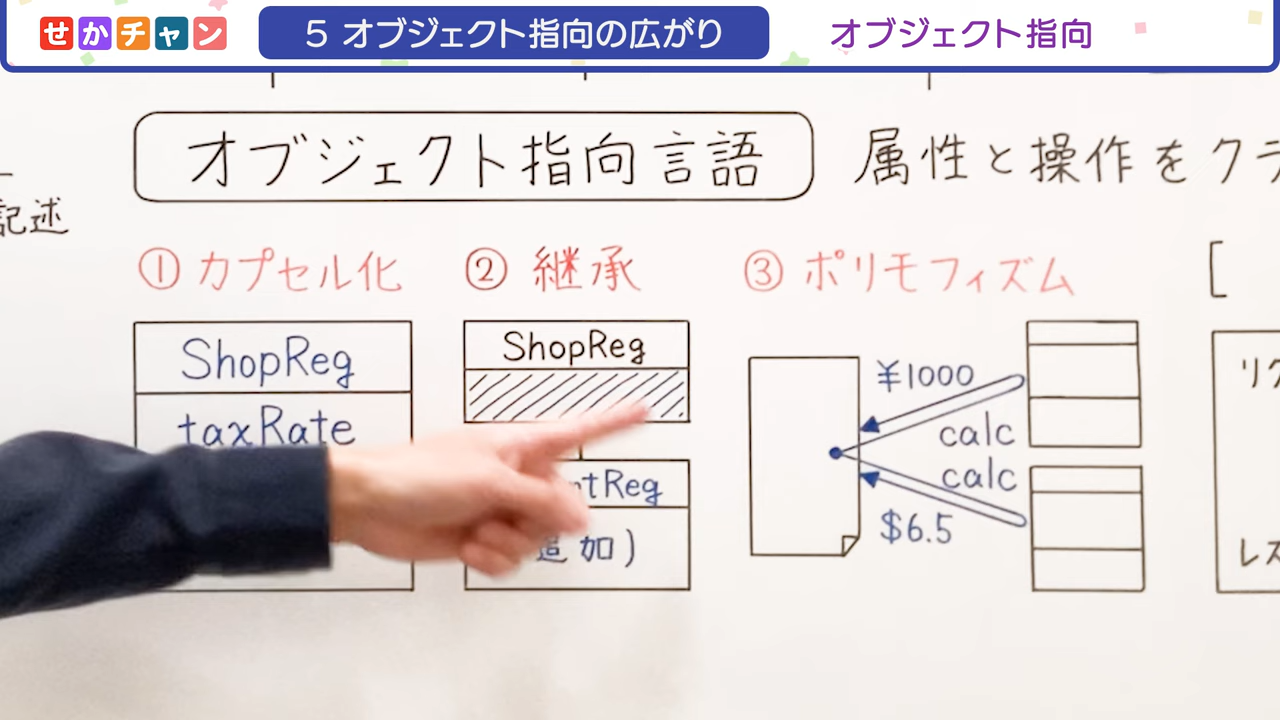 せかチャン
5 オブジェクト指向の広がり
オブジェクト指向
オブジェクト指向言語
属性と操作をクラ
記述
① カプセル化
② 継承
③ ポリモフィズム
[
ShopReg
taxRate
ShopReg
ntReg
追加)
¥1000
calc
calc
$6.5
リク
レス